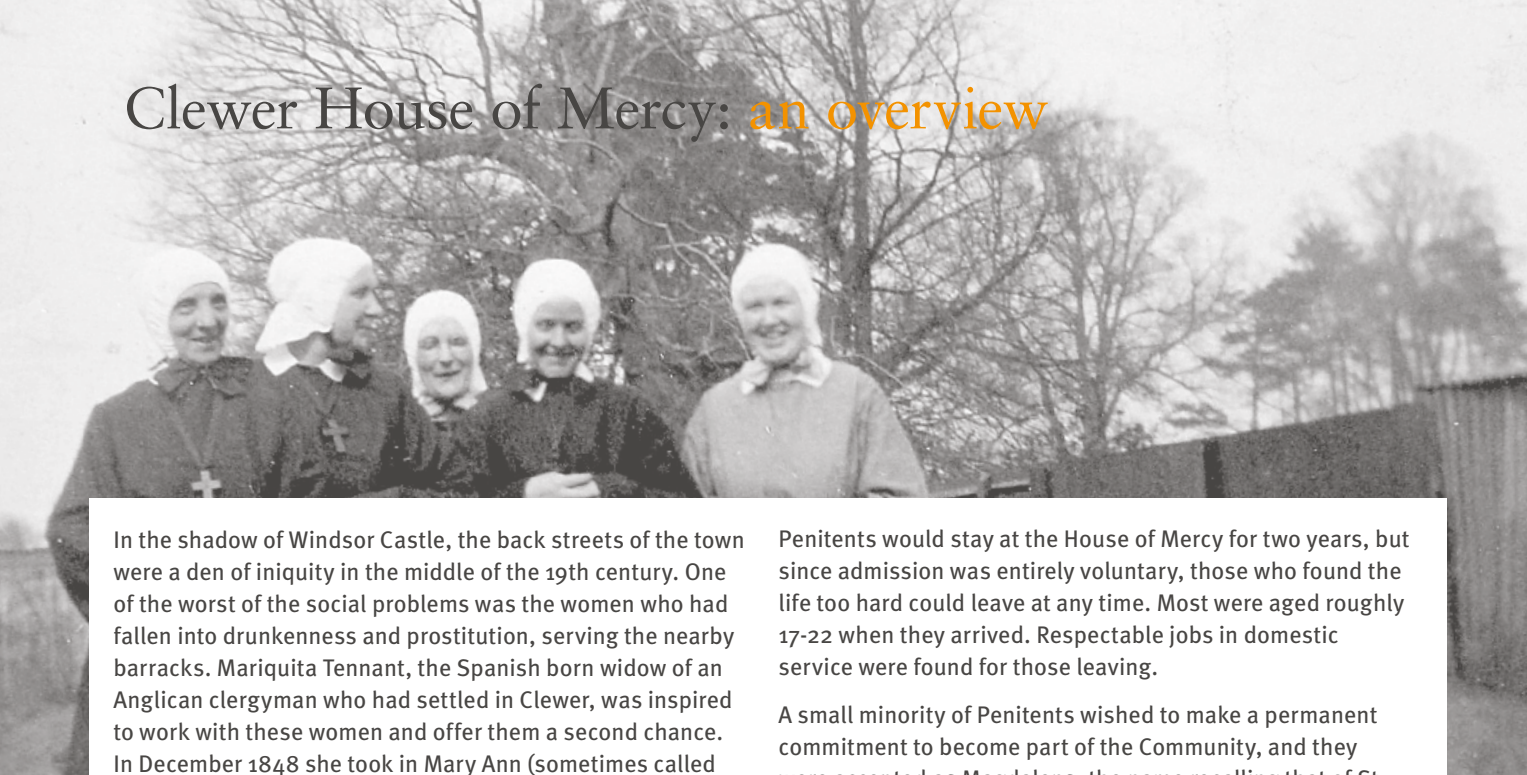 Clewer House of Mercy: an overview
In the shadow of Windsor Castle, the back streets of the town
were a den of iniquity in the middle of the 19th century. One
of the worst of the social problems was the women who had
fallen into drunkenness and prostitution, serving the nearby
barracks. Mariquita Tennant, the Spanish born widow of an
Anglican clergyman who had settled in Clewer, was inspired
to work with these women and offer them a second chance.
In December 1848 she took in Mary Ann (sometimes called
Penitents would stay at the House of Mercy for two years, but
since admission was entirely voluntary, those who found the
life too hard could leave at any time. Most were aged roughly
17-22 when they arrived. Respectable jobs in domestic
service were found for those leaving.
A small minority of Penitents wished to make a permanent
commitment to become part of the Community, and they